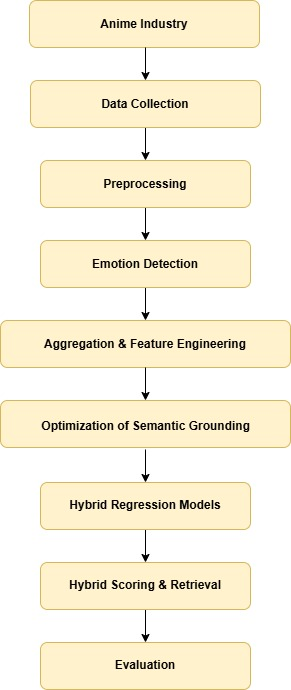 Anime Industry
Data Collection
Preprocessing
Emotion Detection
Aggregation & Feature Engineering
Optimization of Semantic Grounding
Hybrid Regression Models
Hybrid Scoring & Retrieval
Evaluation